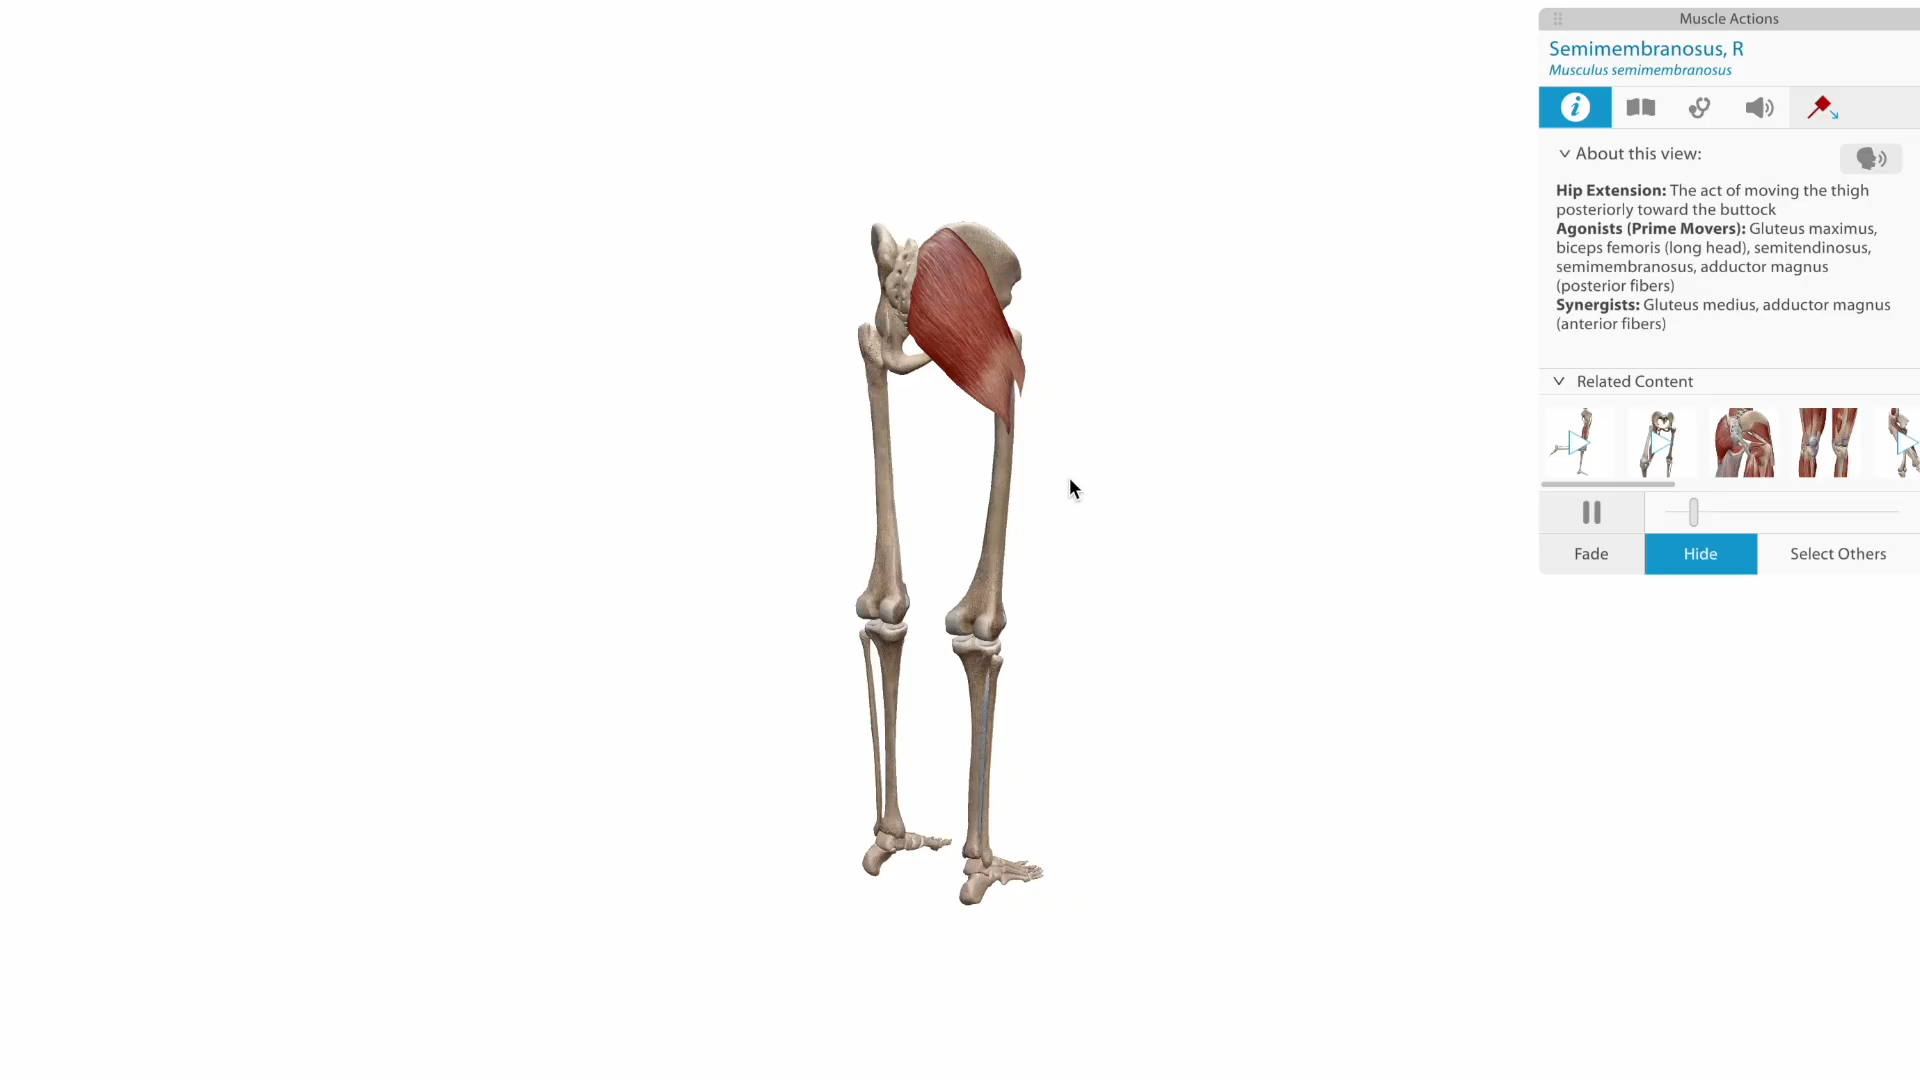 Muscle Actions
Semimembranosus, R
Musculus semimembranosus
About this view:
Hip Extension: The act of moving the thigh
posteriorly toward the buttock
Agonists (Prime Movers): Gluteus maximus,
biceps femoris (long head), semitendinosus,
semimembranosus, adductor magnus
(posterior fibers)
Synergists: Gluteus medius, adductor magnus
(anterior fibers)
Related Content
Fade
Hide
Select Others